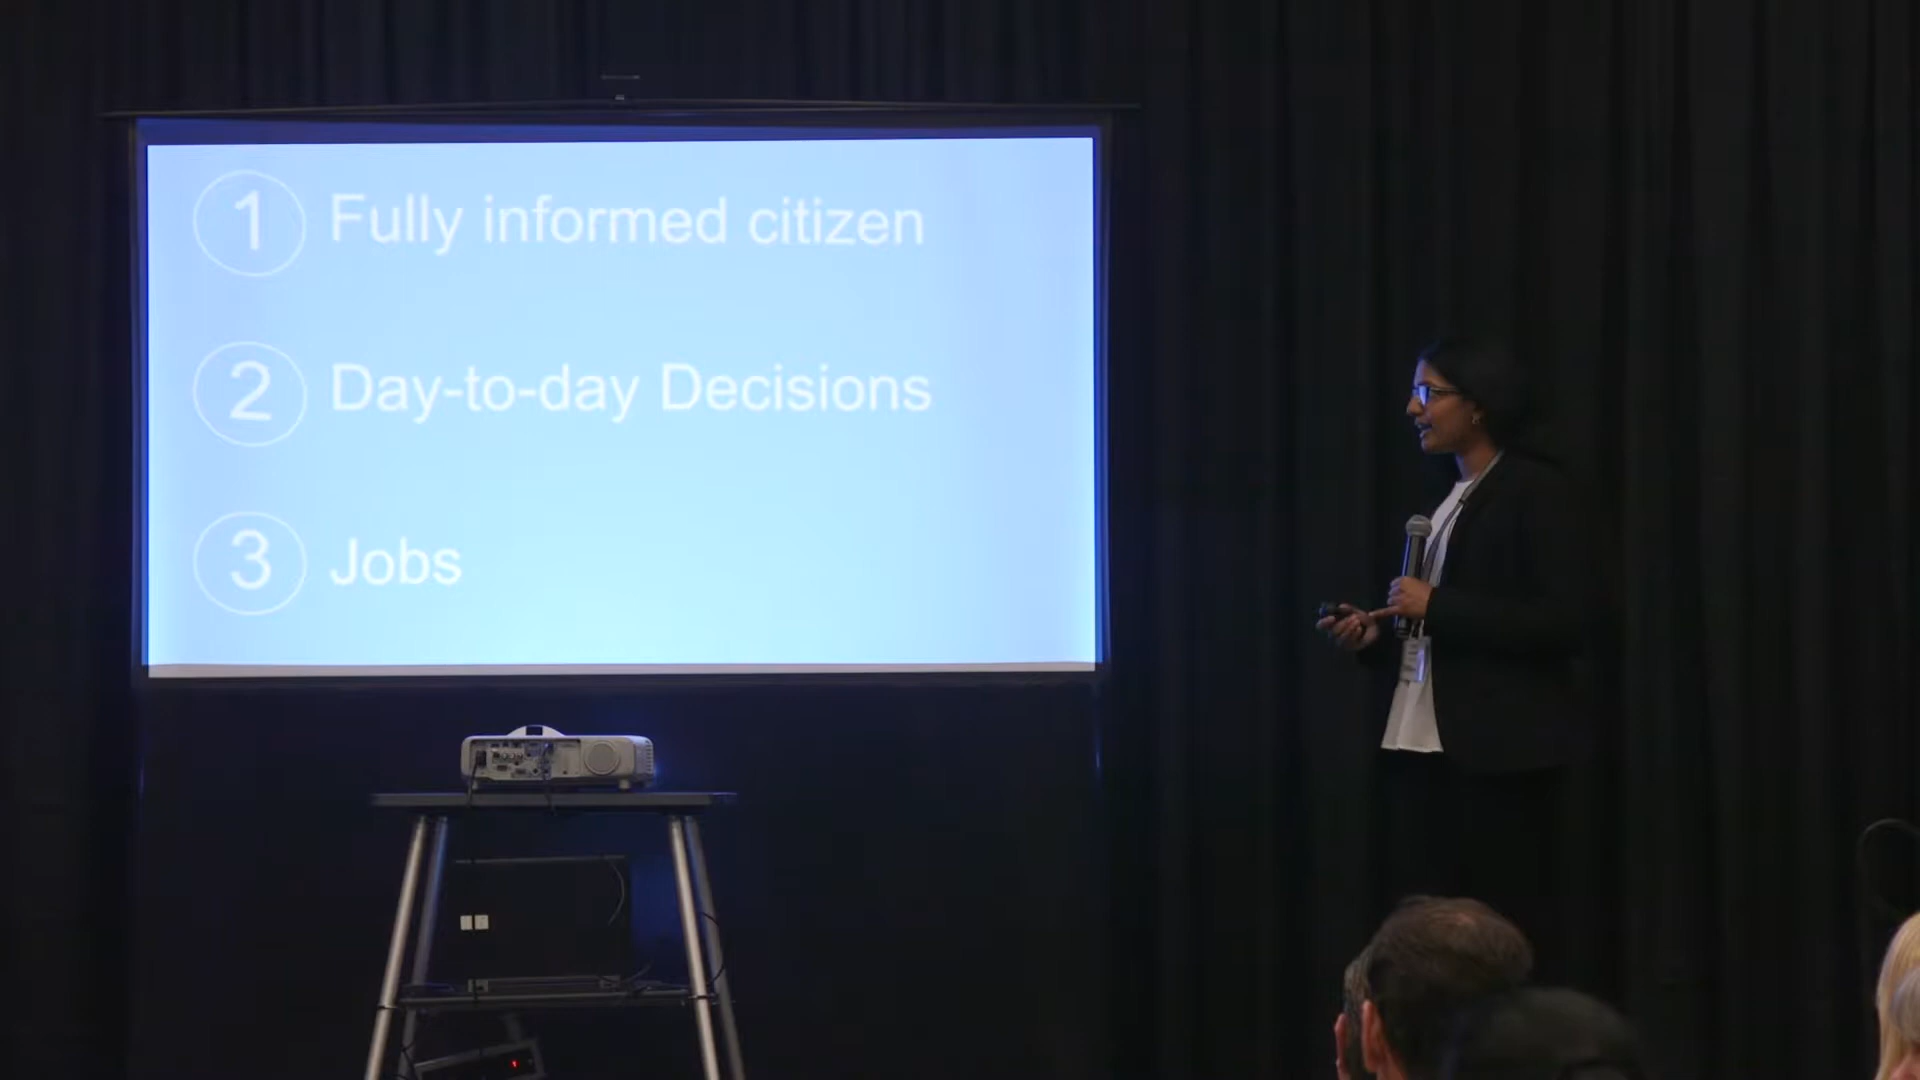 1 Fully informed citizen
2 Day-to-day Decisions
3 Jobs